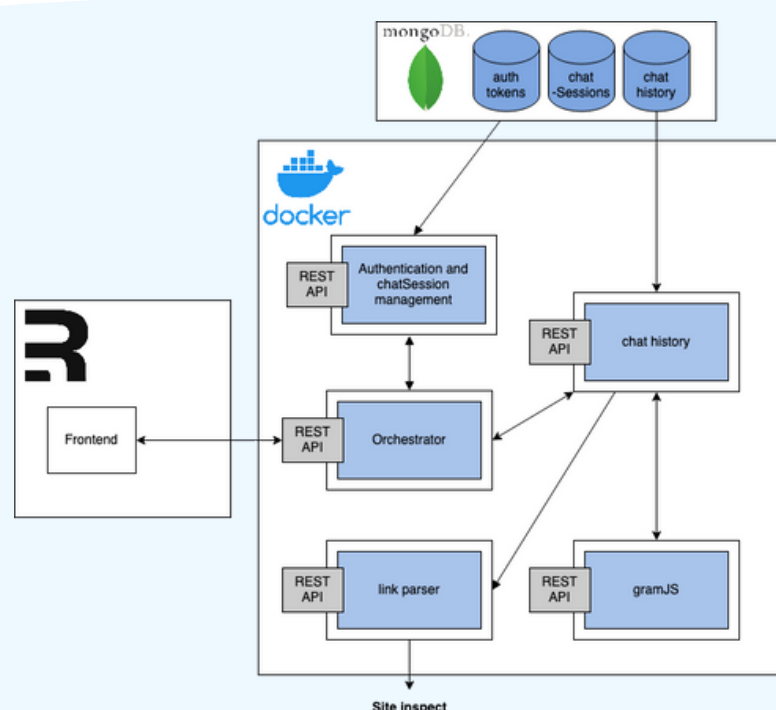 mongoDB.
auth
tokens
chat
-Sessions
chat
history
docker
REST
API
Authentication and
chatSession
management
REST
API
chat history
Frontend
REST
API
Orchestrator
REST
API
link parser
REST
API
gramJS
Site inspect